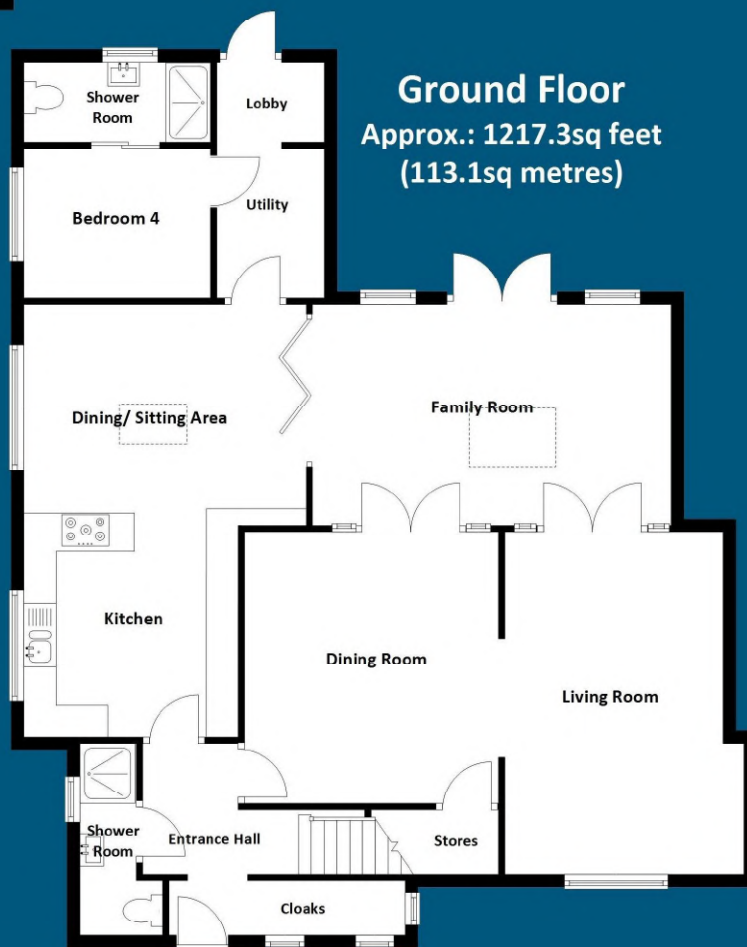 Ground Floor
Approx.: 1217.3sq feet
(113.1sq metres)
Shower
Room
Lobby
Bedroom 4
Utility
Dining/ Sitting Area
Family Room
Kitchen
Dining Room
Living Room
Shower
Room
Entrance Hall
Stores
Cloaks